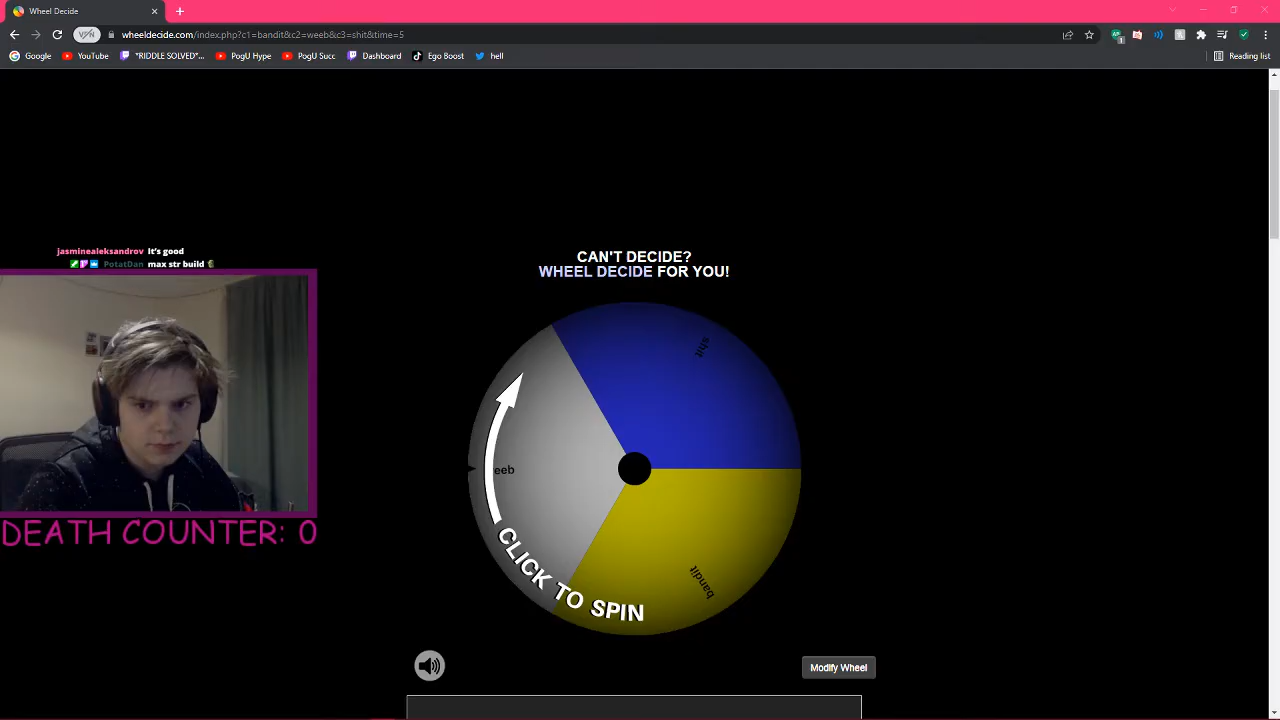 Wheel Decide
wheeldecide.com/index.php?c1=bandit&c2=weeb&c3=shit&time=5
Google
YouTube
*RIDDLE SOLVED*...
PogU Hype
PogU Succ
Dashboard
Ego Boost
hell
Reading list
jasminealeksandrov It's good
PotatDan max str build
CAN'T DECIDE?
WHEEL DECIDE FOR YOU!
shit
eeb
bandit
CLICK TO SPIN
DEATH COUNTER: 0
Modify Wheel